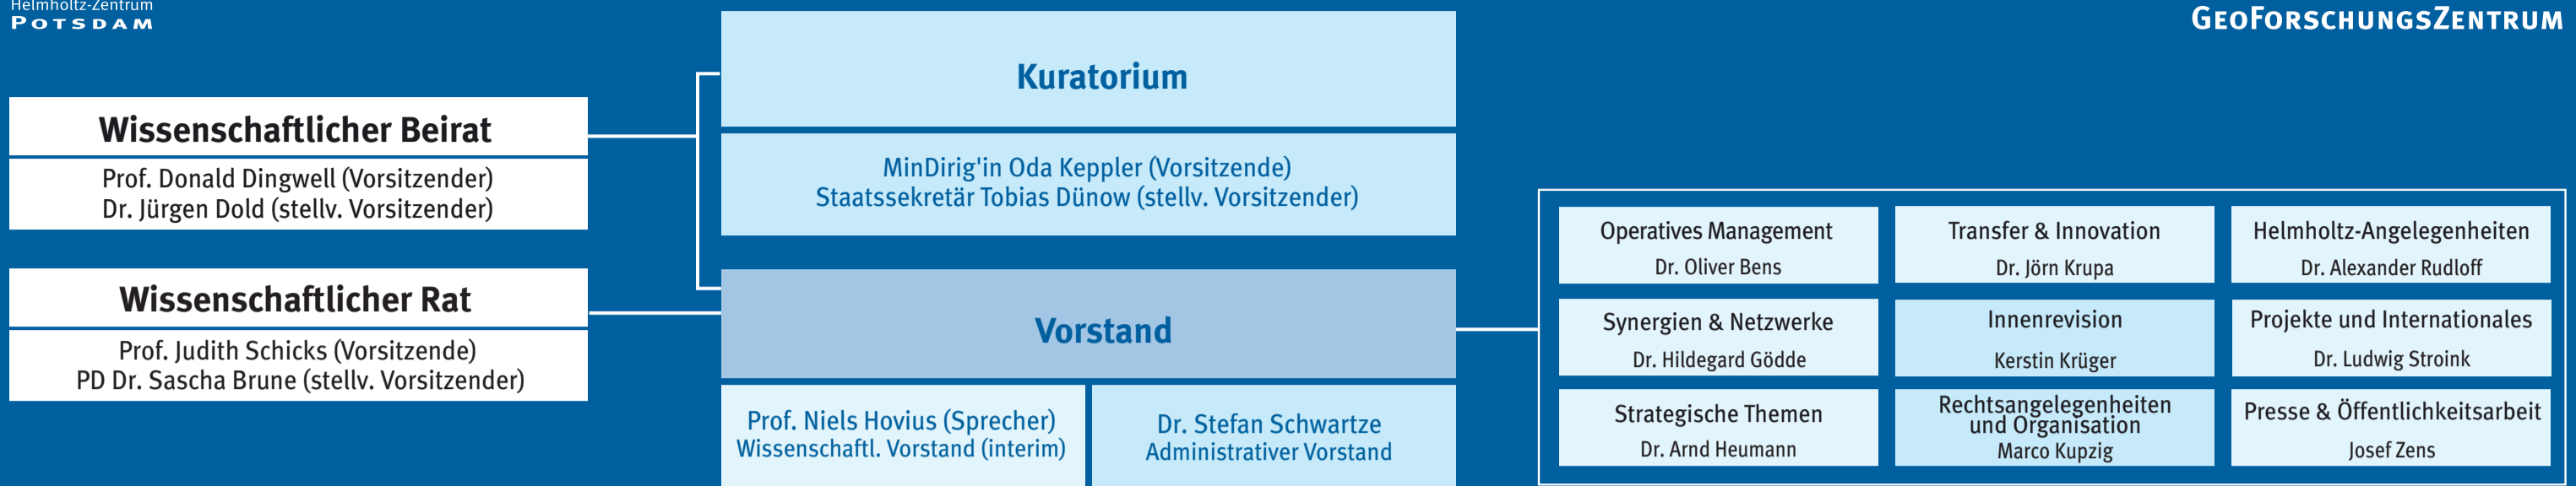 Helmholtz-Zentrum
POTSDAM
GEOFORSCHUNGSZENTRUM
Kuratorium
MinDirig'in Oda Keppler (Vorsitzende)
Staatssekretär Tobias Dünow (stellv. Vorsitzender)
Wissenschaftlicher Beirat
Prof. Donald Dingwell (Vorsitzender)
Dr. Jürgen Dold (stellv. Vorsitzender)
Wissenschaftlicher Rat
Prof. Judith Schicks (Vorsitzende)
PD Dr. Sascha Brune (stellv. Vorsitzender)
Vorstand
Prof. Niels Hovius (Sprecher)
Wissenschaftl. Vorstand (interim)
Dr. Stefan Schwartze
Administrativer Vorstand
Operatives Management
Dr. Oliver Bens
Transfer & Innovation
Dr. Jörn Krupa
Helmholtz-Angelegenheiten
Dr. Alexander Rudloff
Synergien & Netzwerke
Dr. Hildegard Gödde
Innenrevision
Kerstin Krüger
Projekte und Internationales
Dr. Ludwig Stroink
Strategische Themen
Dr. Arnd Heumann
Rechtsangelegenheiten
und Organisation
Marco Kupzig
Presse & Öffentlichkeitsarbeit
Josef Zens